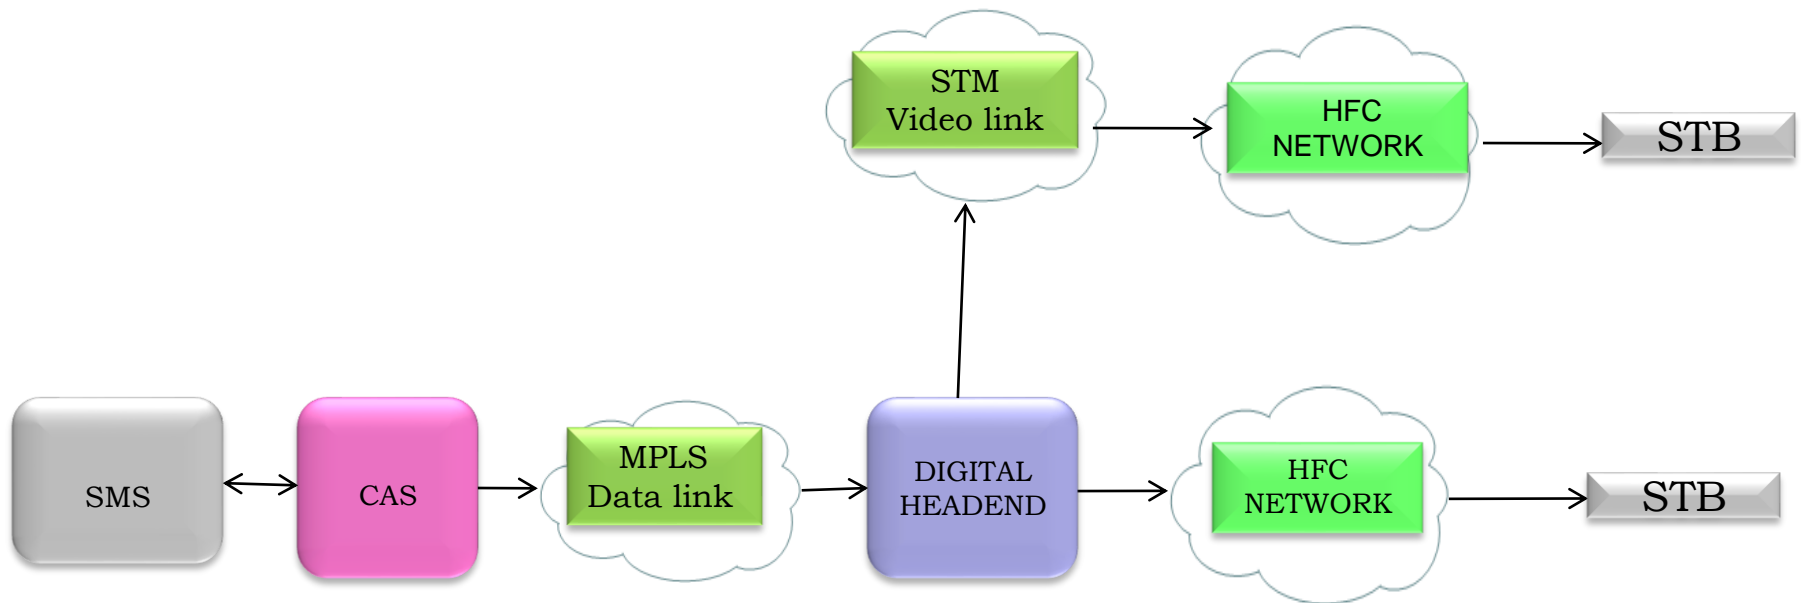 STM
Video link
HFC
NETWORK
STB
SMS
CAS
MPLS
Data link
DIGITAL
HEADEND
HFC
NETWORK
STB